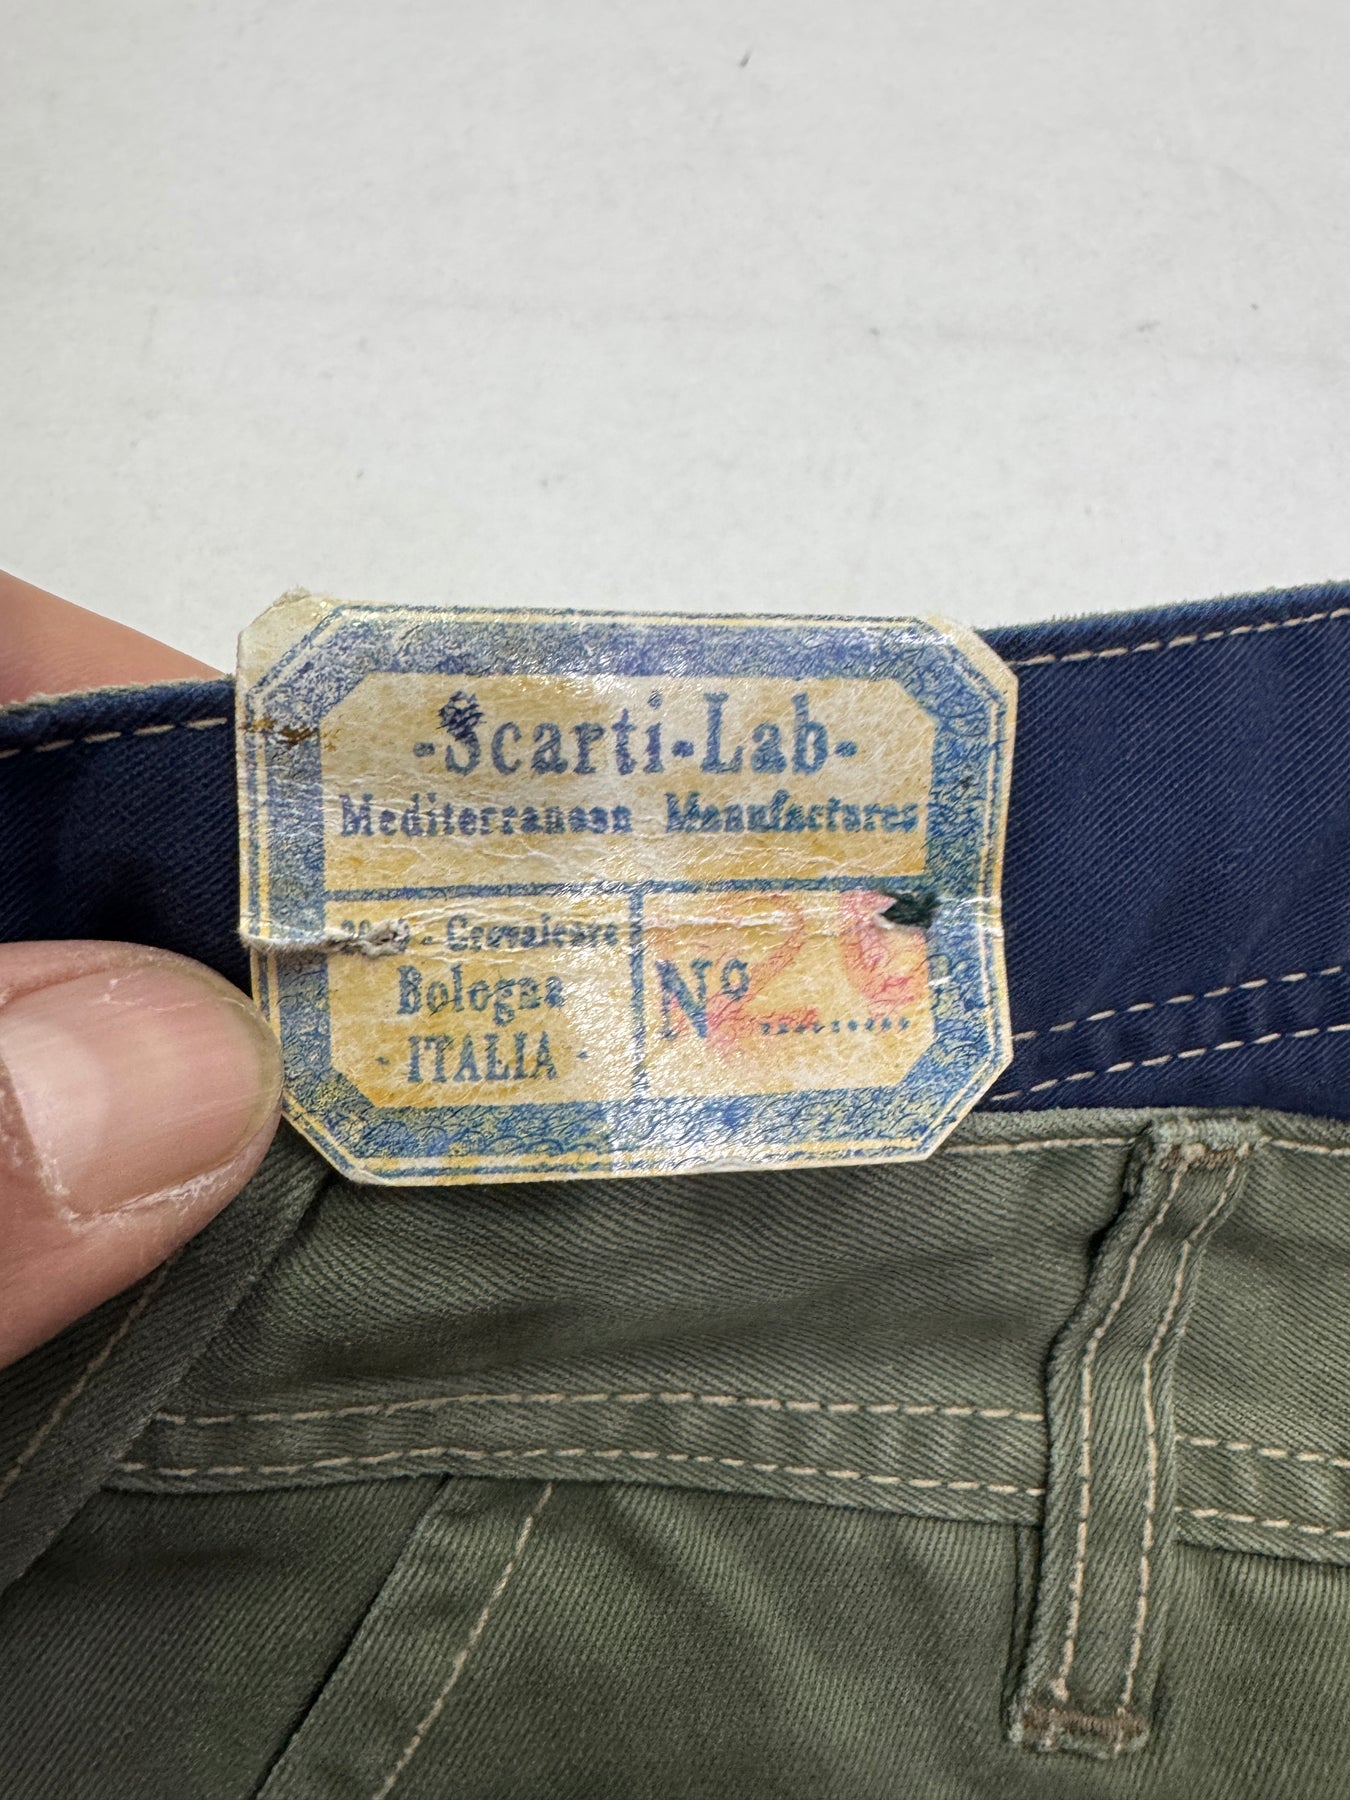 -Scarti-Lab-
Mediterranean Manufactures
- Crevalcore
Bologna
- ITALIA -
Nº ..........